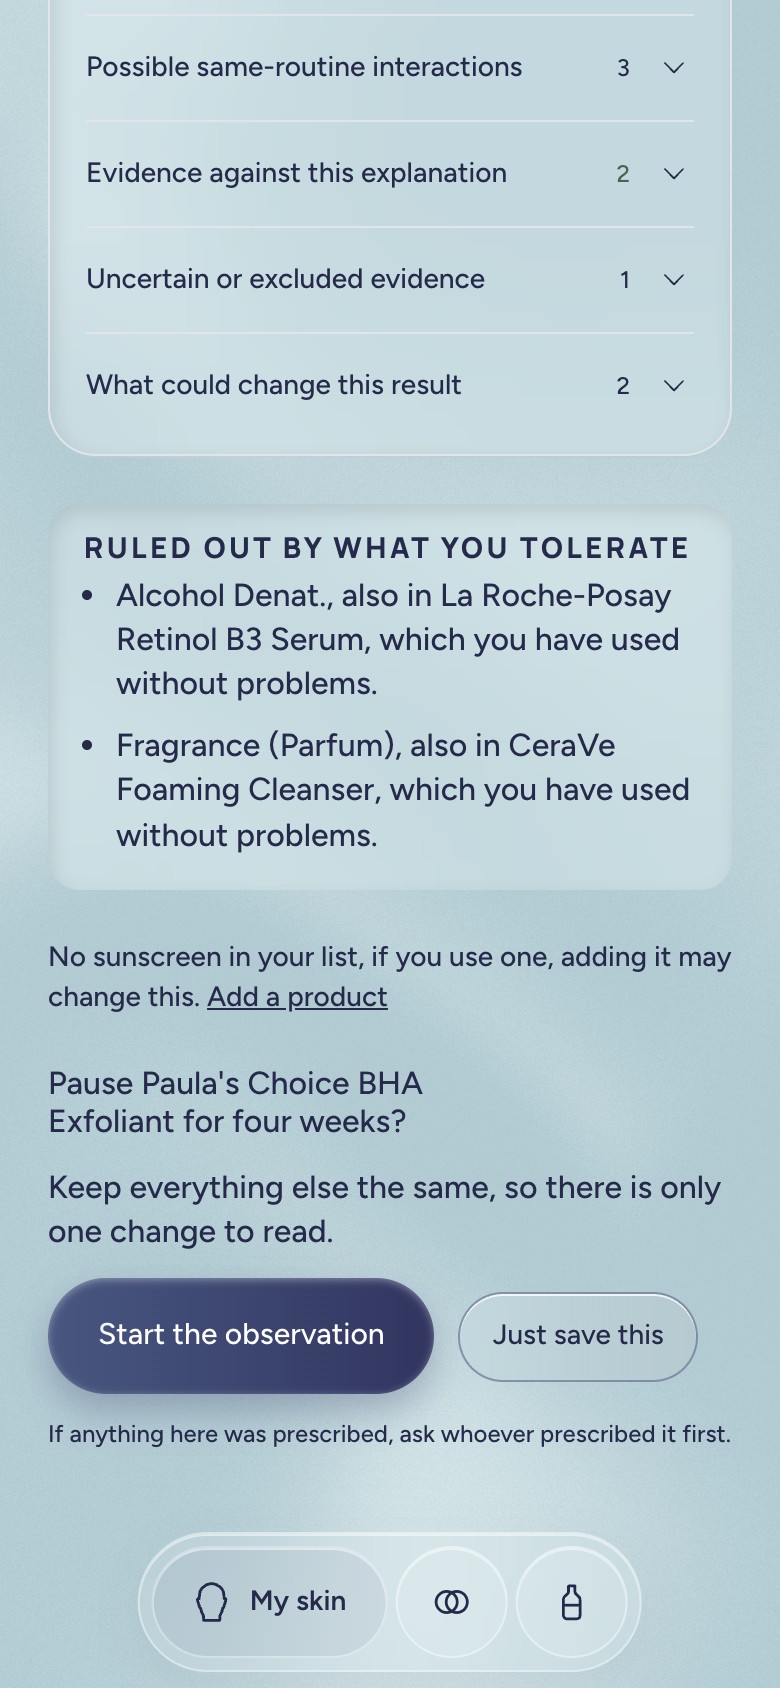 Possible same-routine interactions 3
Evidence against this explanation 2
Uncertain or excluded evidence 1
What could change this result 2
RULED OUT BY WHAT YOU TOLERATE
• Alcohol Denat., also in La Roche-Posay
Retinol B3 Serum, which you have used
without problems.
• Fragrance (Parfum), also in CeraVe
Foaming Cleanser, which you have used
without problems.
No sunscreen in your list, if you use one, adding it may
change this. Add a product
Pause Paula's Choice BHA
Exfoliant for four weeks?
Keep everything else the same, so there is only
one change to read.
Start the observation Just save this
If anything here was prescribed, ask whoever prescribed it first.
My skin